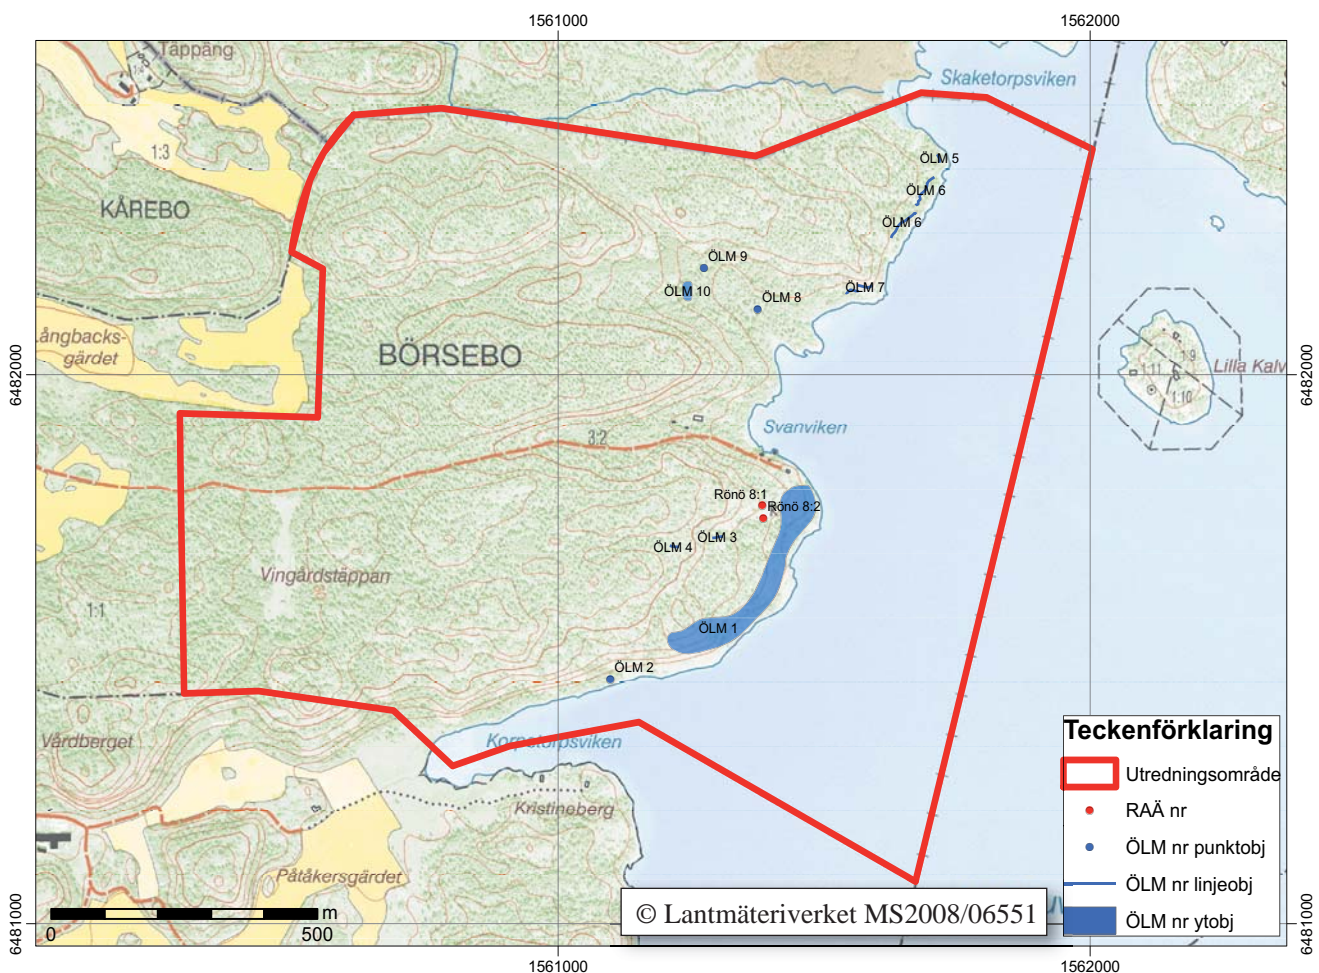 1561000
1562000
Täppäng
Skaketorpsviken
1:3
ÖLM 5
ÖLM 6
KÅREBO
ÖLM 6
ÖLM 9
ÖLM 10
ÖLM 7
ÖLM 8
Långbacks-
gärdet
BÖRSEBO
1:9
Lilla Kalv
1:11
1:10
6482000
6482000
Svanviken
3:2
Rönö 8:1
Rönö 8:2
ÖLM 3
ÖLM 4
Vingårdstäppan
1:1
ÖLM 1
ÖLM 2
Vårdberget
Korpetorpsviken
Kristineberg
Påtåkersgärdet
Teckenförklaring
Utredningsområde
RAÄ nr
ÖLM nr punktobj
ÖLM nr linjeobj
ÖLM nr ytobj
m
0
500
© Lantmäteriverket MS2008/06551
6481000
6481000
1561000
1562000